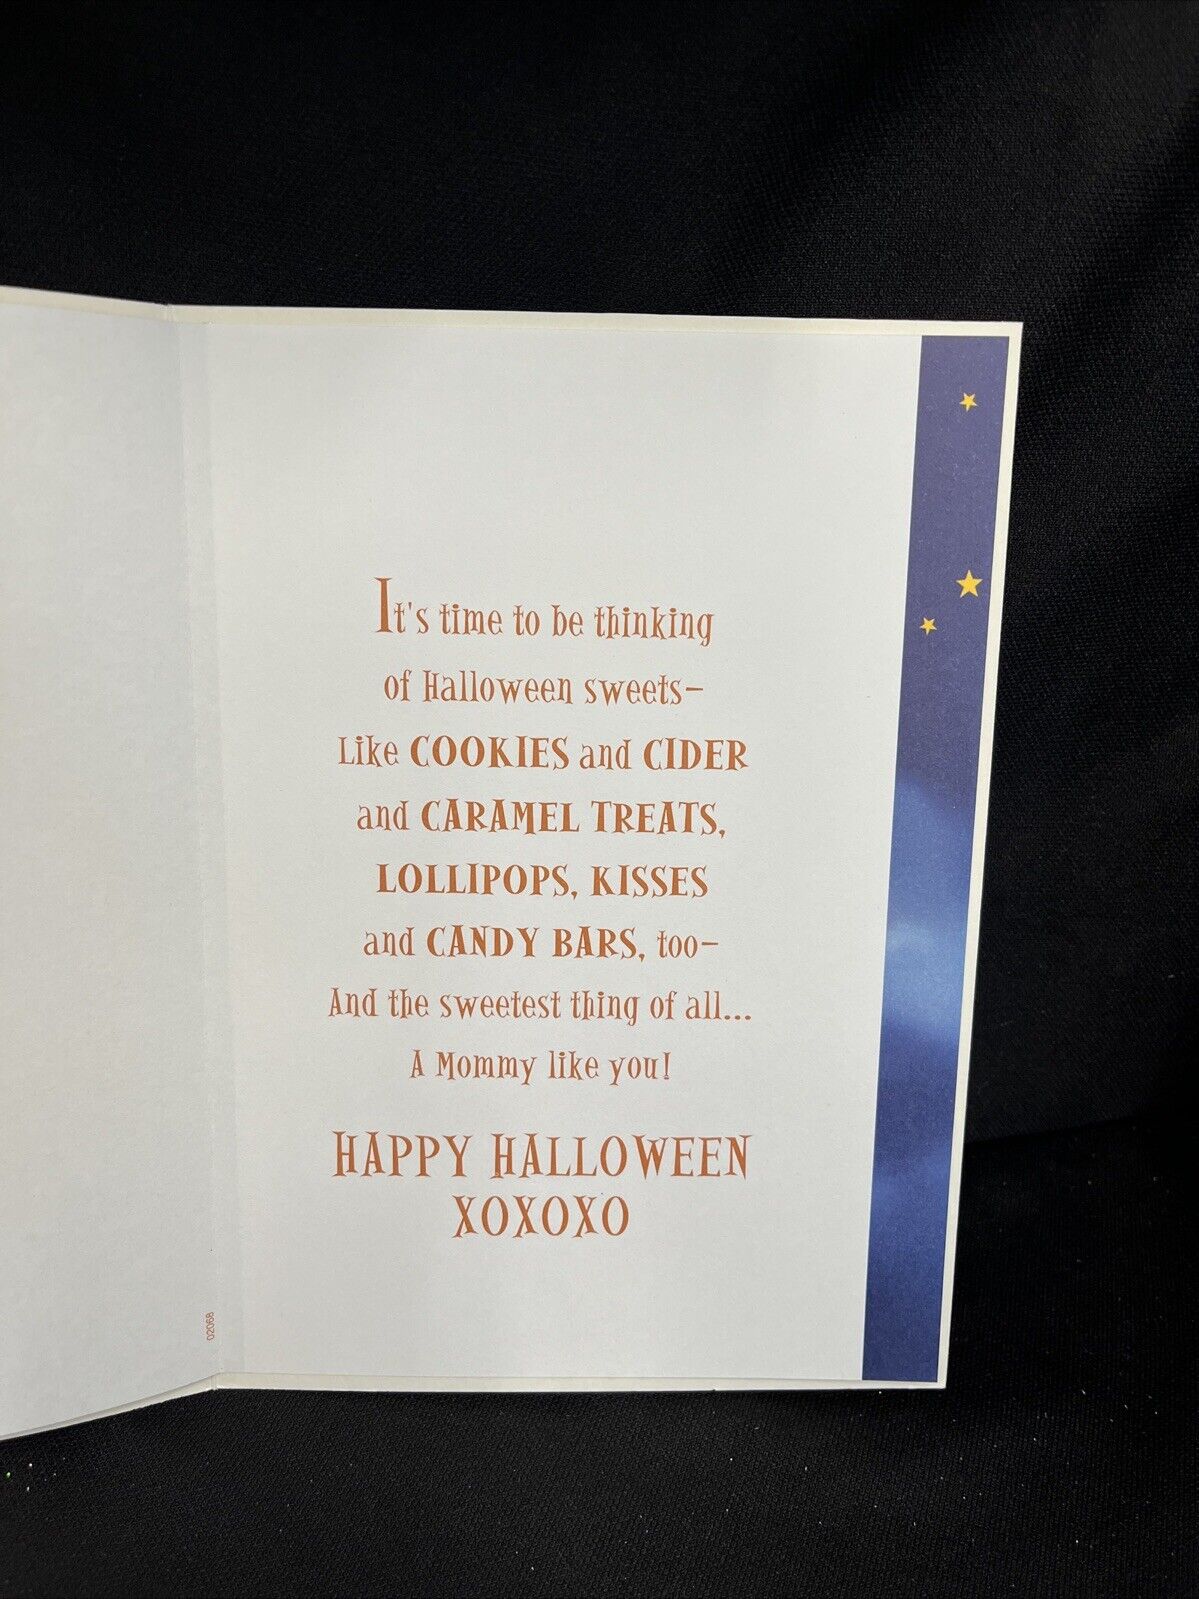 It's time to be thinking
of Halloween sweets–
Like COOKIES and CIDER
and CARAMEL TREATS,
LOLLIPOPS, KISSES
and CANDY BARS, too–
And the sweetest thing of all...
A Mommy like you!
HAPPY HALLOWEEN
XOXOXO
02068